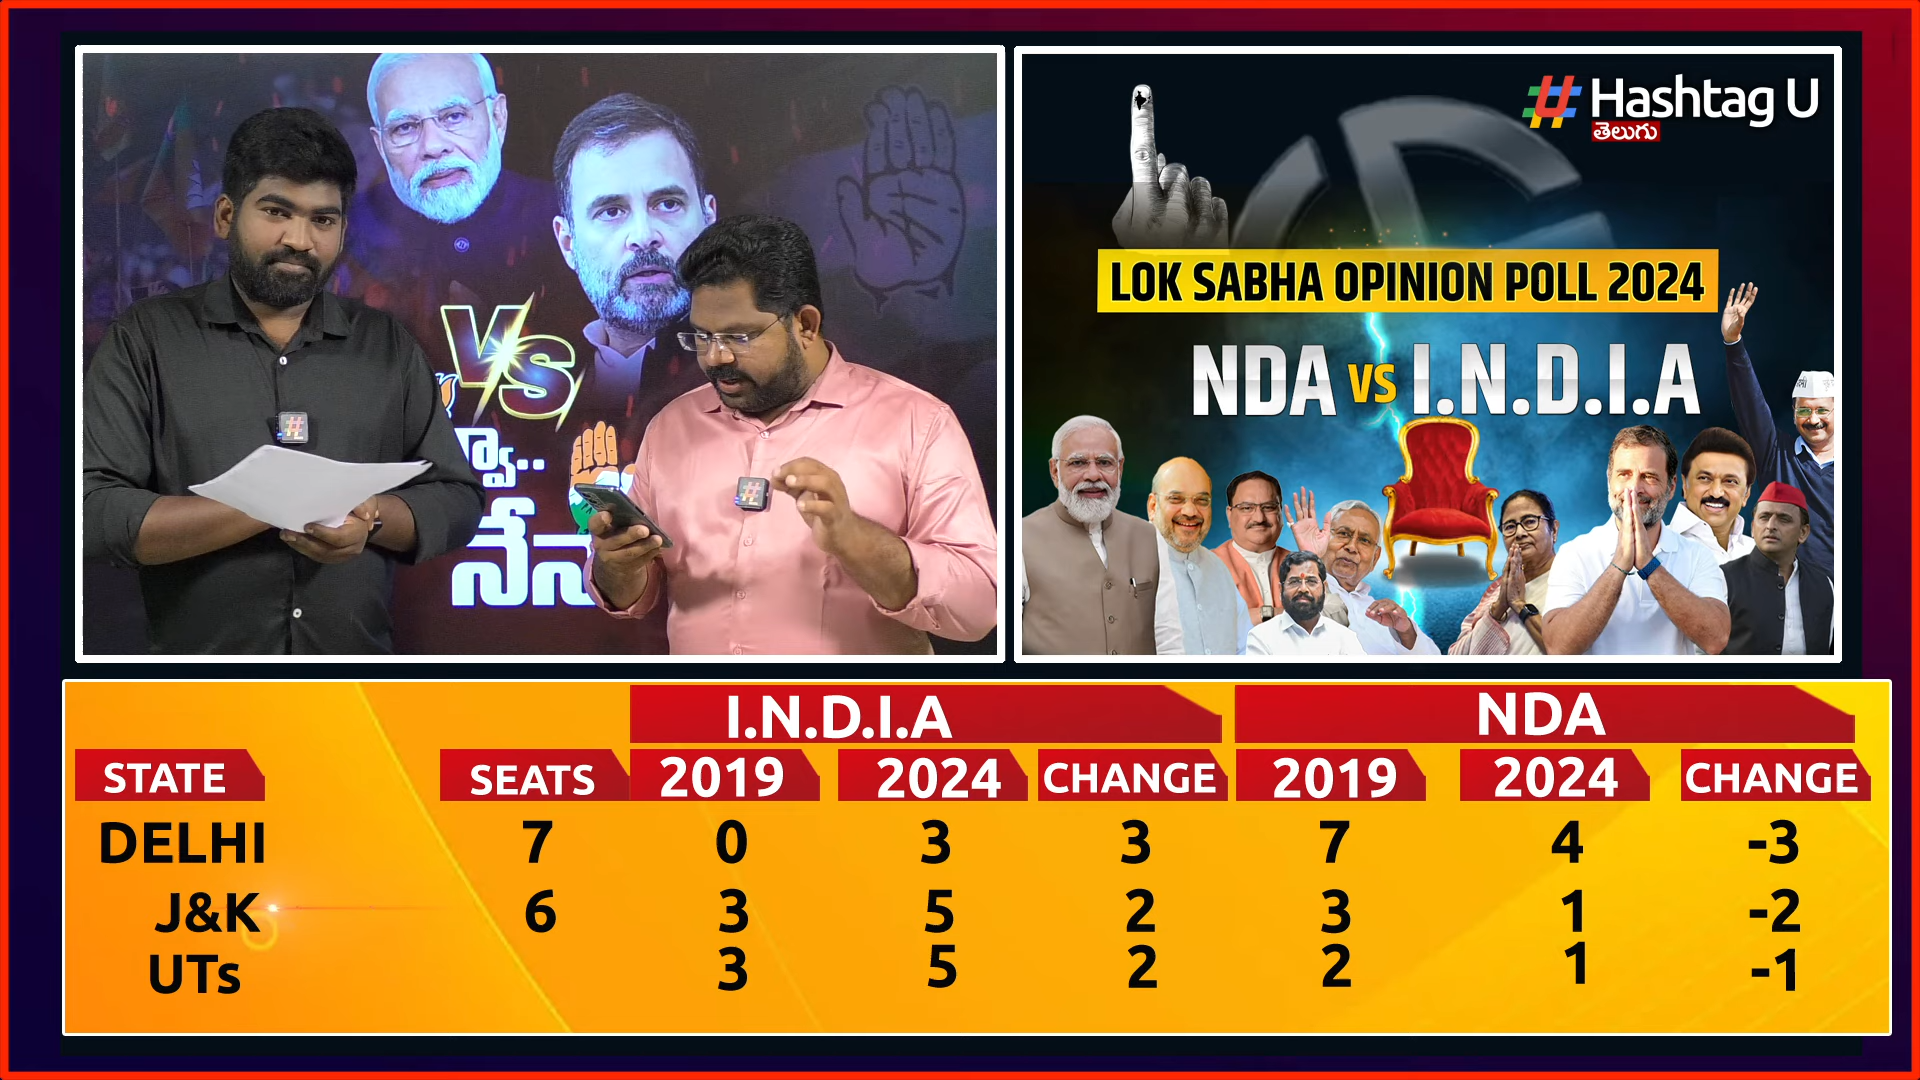 VS
నేనే
# Hashtag U
తెలుగు
LOK SABHA OPINION POLL 2024
NDA VS I.N.D.I.A
I.N.D.I.A NDA
STATE SEATS 2019 2024 CHANGE 2019 2024 CHANGE
DELHI 7 0 3 3 7 4 -3
J&K 6 3 5 2 3 1 -2
UTs 3 5 2 2 1 -1